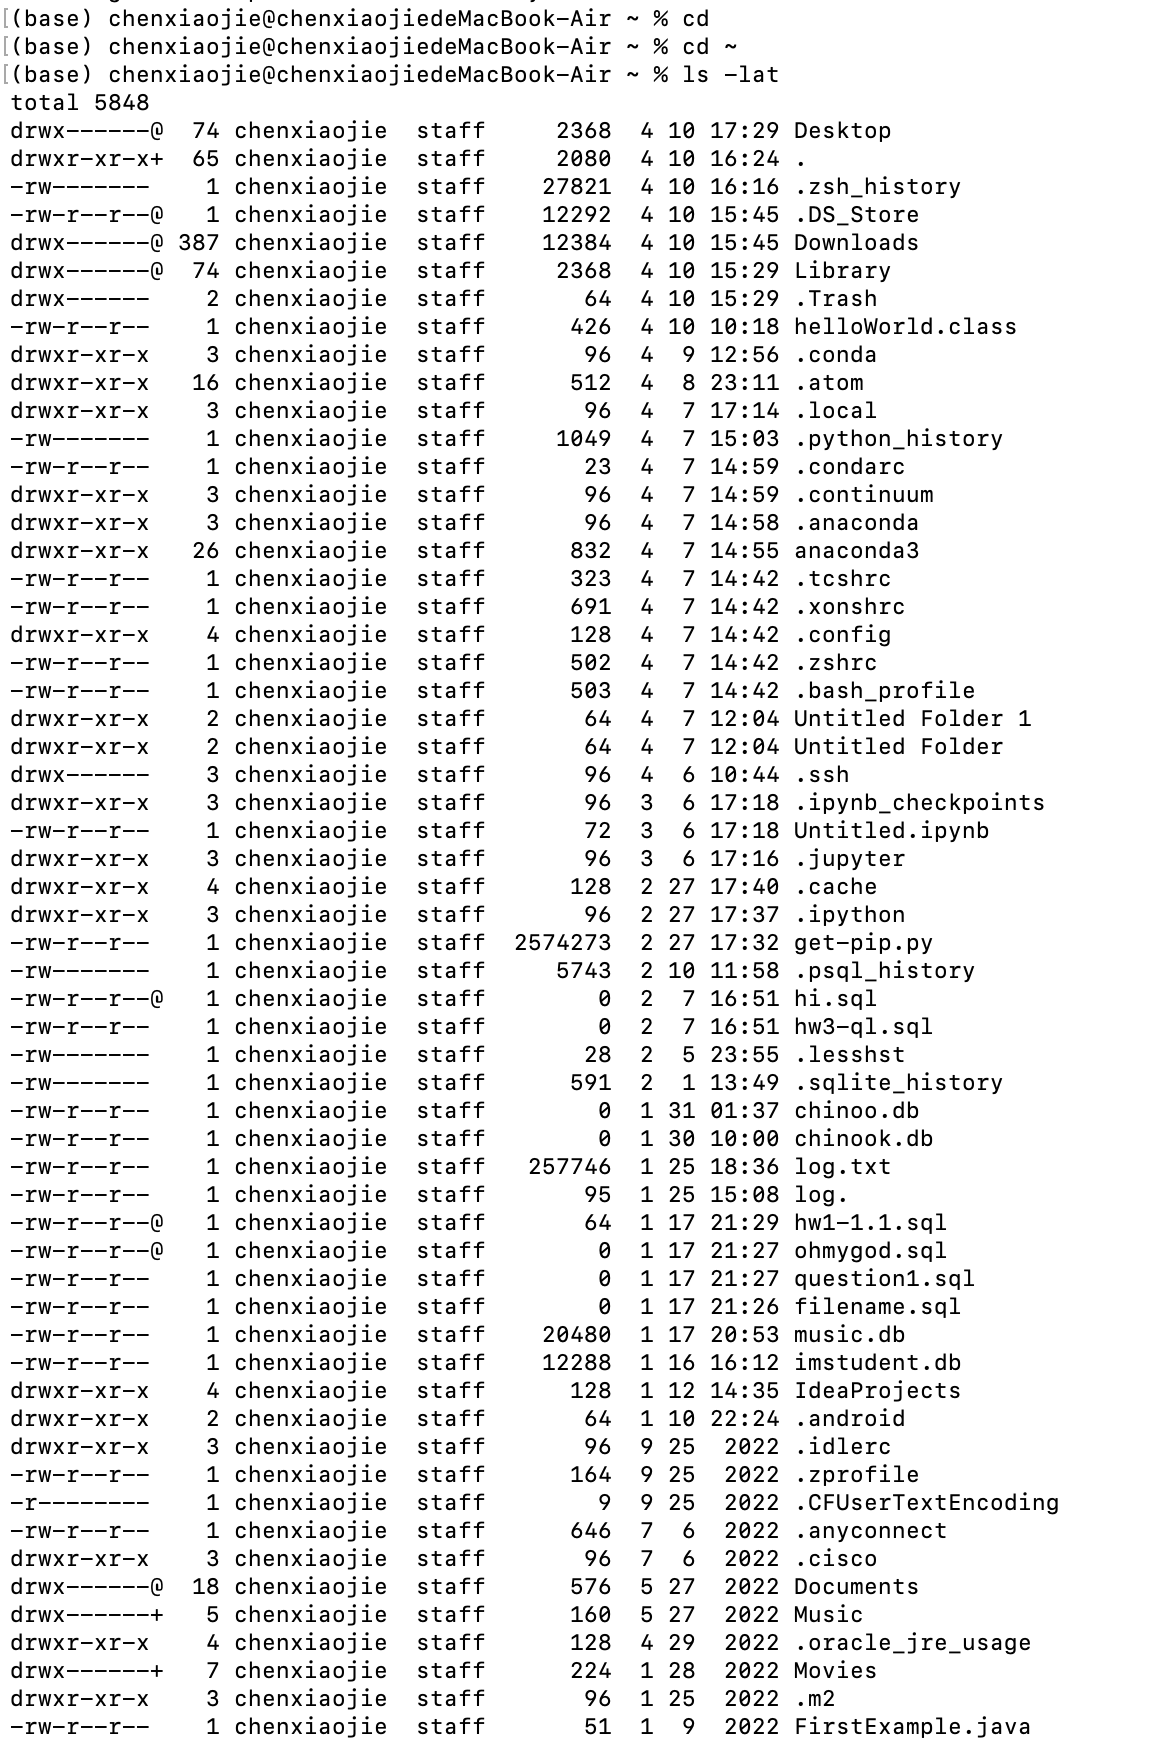 (base) chenxiaojie@chenxiaojiedeMacBook-Air ~ % cd
(base) chenxiaojie@chenxiaojiedeMacBook-Air ~ % cd ~
(base) chenxiaojie@chenxiaojiedeMacBook-Air ~ % ls -lat
total 5848
drwx------@  74 chenxiaojie  staff     2368  4 10 17:29 Desktop
drwxr-xr-x+  65 chenxiaojie  staff     2080  4 10 16:24 .
-rw-------    1 chenxiaojie  staff    27821  4 10 16:16 .zsh_history
-rw-r--r--@   1 chenxiaojie  staff    12292  4 10 15:45 .DS_Store
drwx------@ 387 chenxiaojie  staff    12384  4 10 15:45 Downloads
drwx------@  74 chenxiaojie  staff     2368  4 10 15:29 Library
drwx------    2 chenxiaojie  staff       64  4 10 15:29 .Trash
-rw-r--r--    1 chenxiaojie  staff      426  4 10 10:18 helloWorld.class
drwxr-xr-x    3 chenxiaojie  staff       96  4  9 12:56 .conda
drwxr-xr-x   16 chenxiaojie  staff      512  4  8 23:11 .atom
drwxr-xr-x    3 chenxiaojie  staff       96  4  7 17:14 .local
-rw-------    1 chenxiaojie  staff     1049  4  7 15:03 .python_history
-rw-r--r--    1 chenxiaojie  staff       23  4  7 14:59 .condarc
drwxr-xr-x    3 chenxiaojie  staff       96  4  7 14:59 .continuum
drwxr-xr-x    3 chenxiaojie  staff       96  4  7 14:58 .anaconda
drwxr-xr-x   26 chenxiaojie  staff      832  4  7 14:55 anaconda3
-rw-r--r--    1 chenxiaojie  staff      323  4  7 14:42 .tcshrc
-rw-r--r--    1 chenxiaojie  staff      691  4  7 14:42 .xonshrc
drwxr-xr-x    4 chenxiaojie  staff      128  4  7 14:42 .config
-rw-r--r--    1 chenxiaojie  staff      502  4  7 14:42 .zshrc
-rw-r--r--    1 chenxiaojie  staff      503  4  7 14:42 .bash_profile
drwxr-xr-x    2 chenxiaojie  staff       64  4  7 12:04 Untitled Folder 1
drwxr-xr-x    2 chenxiaojie  staff       64  4  7 12:04 Untitled Folder
drwx------    3 chenxiaojie  staff       96  4  6 10:44 .ssh
drwxr-xr-x    3 chenxiaojie  staff       96  3  6 17:18 .ipynb_checkpoints
-rw-r--r--    1 chenxiaojie  staff       72  3  6 17:18 Untitled.ipynb
drwxr-xr-x    3 chenxiaojie  staff       96  3  6 17:16 .jupyter
drwxr-xr-x    4 chenxiaojie  staff      128  2 27 17:40 .cache
drwxr-xr-x    3 chenxiaojie  staff       96  2 27 17:37 .ipython
-rw-r--r--    1 chenxiaojie  staff  2574273  2 27 17:32 get-pip.py
-rw-------    1 chenxiaojie  staff     5743  2 10 11:58 .psql_history
-rw-r--r--@   1 chenxiaojie  staff        0  2  7 16:51 hi.sql
-rw-r--r--    1 chenxiaojie  staff        0  2  7 16:51 hw3-ql.sql
-rw-------    1 chenxiaojie  staff       28  2  5 23:55 .lesshst
-rw-------    1 chenxiaojie  staff      591  2  1 13:49 .sqlite_history
-rw-r--r--    1 chenxiaojie  staff        0  1 31 01:37 chinoo.db
-rw-r--r--    1 chenxiaojie  staff        0  1 30 10:00 chinook.db
-rw-r--r--    1 chenxiaojie  staff   257746  1 25 18:36 log.txt
-rw-r--r--    1 chenxiaojie  staff       95  1 25 15:08 log.
-rw-r--r--@   1 chenxiaojie  staff       64  1 17 21:29 hw1-1.1.sql
-rw-r--r--@   1 chenxiaojie  staff        0  1 17 21:27 ohmygod.sql
-rw-r--r--    1 chenxiaojie  staff        0  1 17 21:27 question1.sql
-rw-r--r--    1 chenxiaojie  staff        0  1 17 21:26 filename.sql
-rw-r--r--    1 chenxiaojie  staff    20480  1 17 20:53 music.db
-rw-r--r--    1 chenxiaojie  staff    12288  1 16 16:12 imstudent.db
drwxr-xr-x    4 chenxiaojie  staff      128  1 12 14:35 IdeaProjects
drwxr-xr-x    2 chenxiaojie  staff       64  1 10 22:24 .android
drwxr-xr-x    3 chenxiaojie  staff       96  9 25  2022 .idlerc
-rw-r--r--    1 chenxiaojie  staff      164  9 25  2022 .zprofile
-r--------    1 chenxiaojie  staff        9  9 25  2022 .CFUserTextEncoding
-rw-r--r--    1 chenxiaojie  staff      646  7  6  2022 .anyconnect
drwxr-xr-x    3 chenxiaojie  staff       96  7  6  2022 .cisco
drwx------@  18 chenxiaojie  staff      576  5 27  2022 Documents
drwx------+   5 chenxiaojie  staff      160  5 27  2022 Music
drwxr-xr-x    4 chenxiaojie  staff      128  4 29  2022 .oracle_jre_usage
drwx------+   7 chenxiaojie  staff      224  1 28  2022 Movies
drwxr-xr-x    3 chenxiaojie  staff       96  1 25  2022 .m2
-rw-r--r--    1 chenxiaojie  staff       51  1  9  2022 FirstExample.java